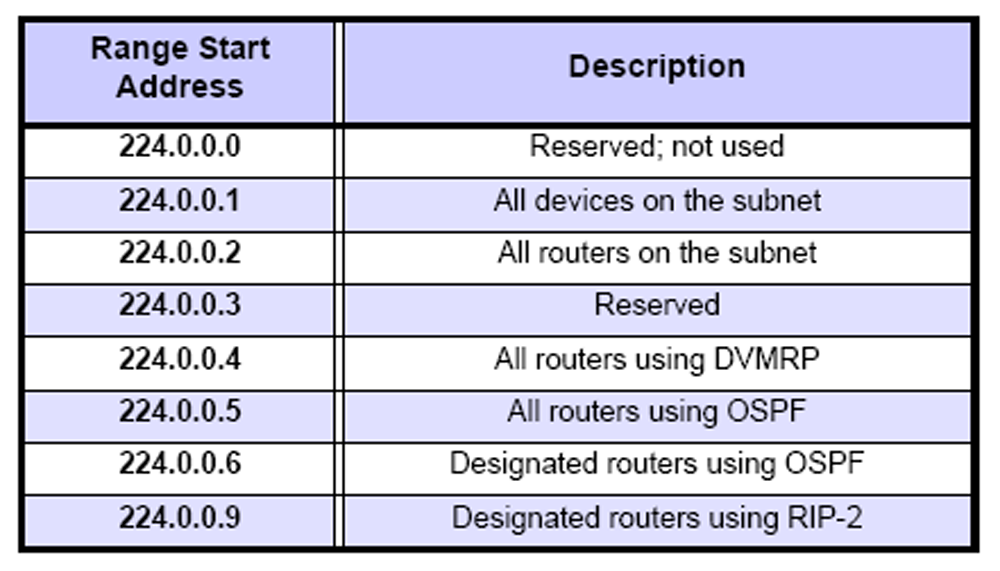 Range Start
Address
Description
224.0.0.0 Reserved; not used
224.0.0.1 All devices on the subnet
224.0.0.2 All routers on the subnet
224.0.0.3 Reserved
224.0.0.4 All routers using DVMRP
224.0.0.5 All routers using OSPF
224.0.0.6 Designated routers using OSPF
224.0.0.9 Designated routers using RIP-2